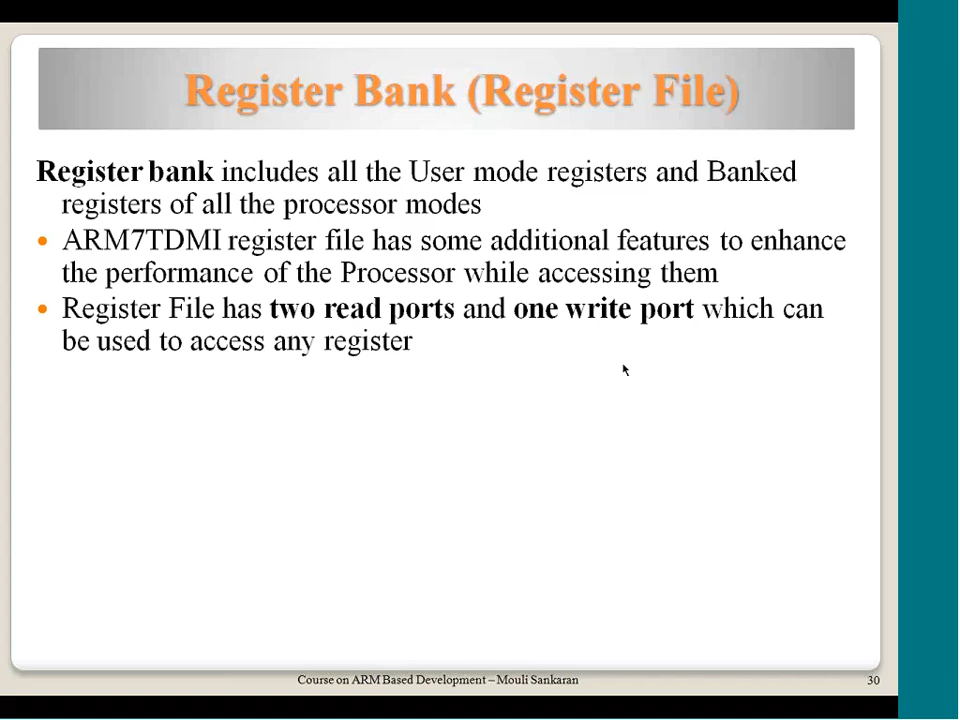 Register Bank (Register File)
Register bank includes all the User mode registers and Banked
registers of all the processor modes
• ARM7TDMI register file has some additional features to enhance
the performance of the Processor while accessing them
• Register File has two read ports and one write port which can
be used to access any register
Course on ARM Based Development – Mouli Sankaran
30